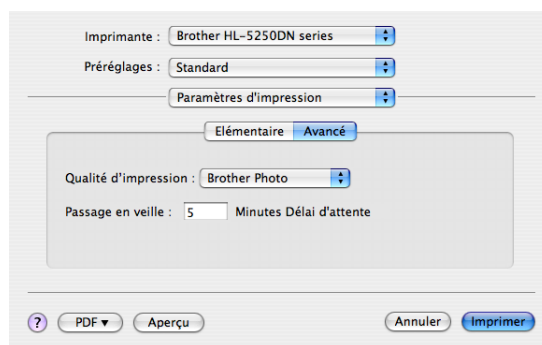 Imprimante : Brother HL-5250DN series
Préréglages : Standard
Paramètres d'impression
Elémentaire Avancé
Qualité d'impression : Brother Photo
Passage en veille : 5 Minutes Délai d'attente
? PDF ▼ Aperçu Annuler Imprimer